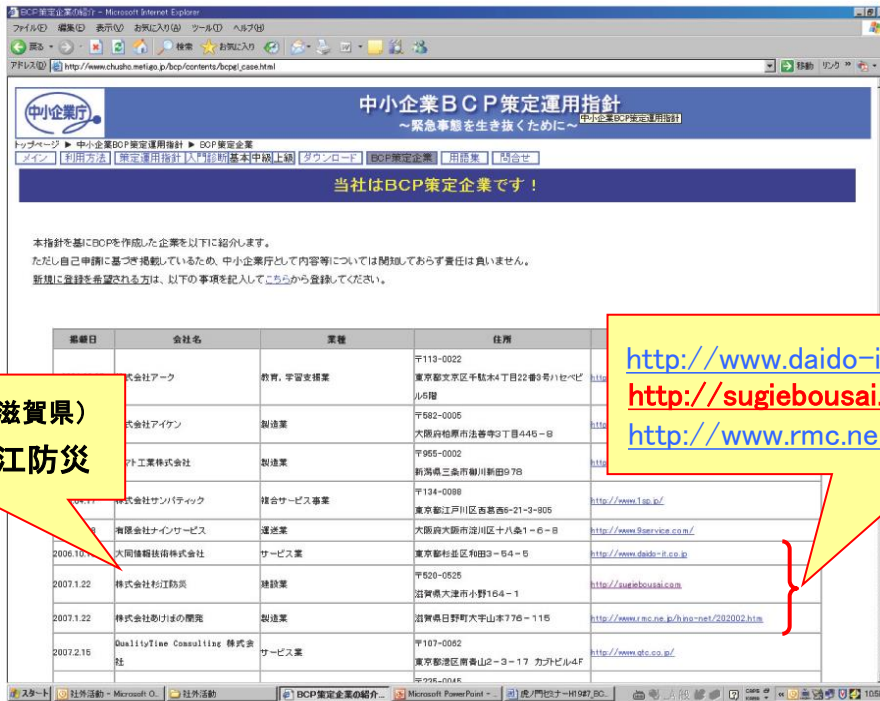 BCP策定企業の紹介 - Microsoft Internet Explorer
ファイル(F) 編集(E) 表示(V) お気に入り(A) ツール(T) ヘルプ(H)
戻る 検索 お気に入り
アドレス(D) http://www.chusho.meti.go.jp/bcp/contents/bcpgl_case.html 移動 リンク »
中小企業庁
中小企業BCP策定運用指針
~緊急事態を生き抜くために~
中小企業BCP策定運用指針
トップページ ▶ 中小企業BCP策定運用指針 ▶ BCP策定企業
メイン 利用方法 策定運用指針 入門診断 基本 中級 上級 ダウンロード BCP策定企業 用語集 問合せ
当社はBCP策定企業です!
本指針を基にBCPを作成した企業を以下に紹介します。
ただし自己申請に基づき掲載しているため、中小企業庁として内容等については関知しておらず責任は負いません。
新規に登録を希望される方は、以下の事項を記入してこちらから登録してください。
掲載日 会社名 業種 住所
式会社アーク 教育,学習支援業 〒113-0022
東京都文京区千駄木4丁目22番3号ハセベビル5階
式会社アイケン 製造業 〒582-0005
大阪府柏原市法善寺3丁目445-8
フト工業株式会社 製造業 〒955-0002
新潟県三条市柳川新田978
株式会社サンパティック 複合サービス事業 〒134-0088
東京都江戸川区西葛西6-21-3-805 http://www.1sp.jp/
有限会社ナインサービス 運送業 大阪府大阪市淀川区十八条1-6-8 http://www.9service.com/
2006.10. 大同情報技術株式会社 サービス業 東京都杉並区和田3-54-5 http://www.daido-it.co.jp
2007.1.22 株式会社杉江防災 建設業 〒520-0525
滋賀県大津市小野164-1 http://sugiebousai.com
2007.1.22 株式会社あけぼの開発 製造業 滋賀県日野町大字山本776-115 http://www.rmc.ne.jp/hino-net/202002.htm
2007.2.15 QualityTime Consulting 株式会社 サービス業 〒107-0062
東京都港区南青山2-3-17 カブトビル4F http://www.qtc.co.jp/
〒235-0045
滋賀県)
江防災
http://www.daido-i
http://sugiebousai.
http://www.rmc.ne
スタート 社外活動 - Microsoft O... 社外活動 BCP策定企業の紹介... Microsoft PowerPoint - ... 虎ノ門セミナーH1987_BC... CAPS 10:5